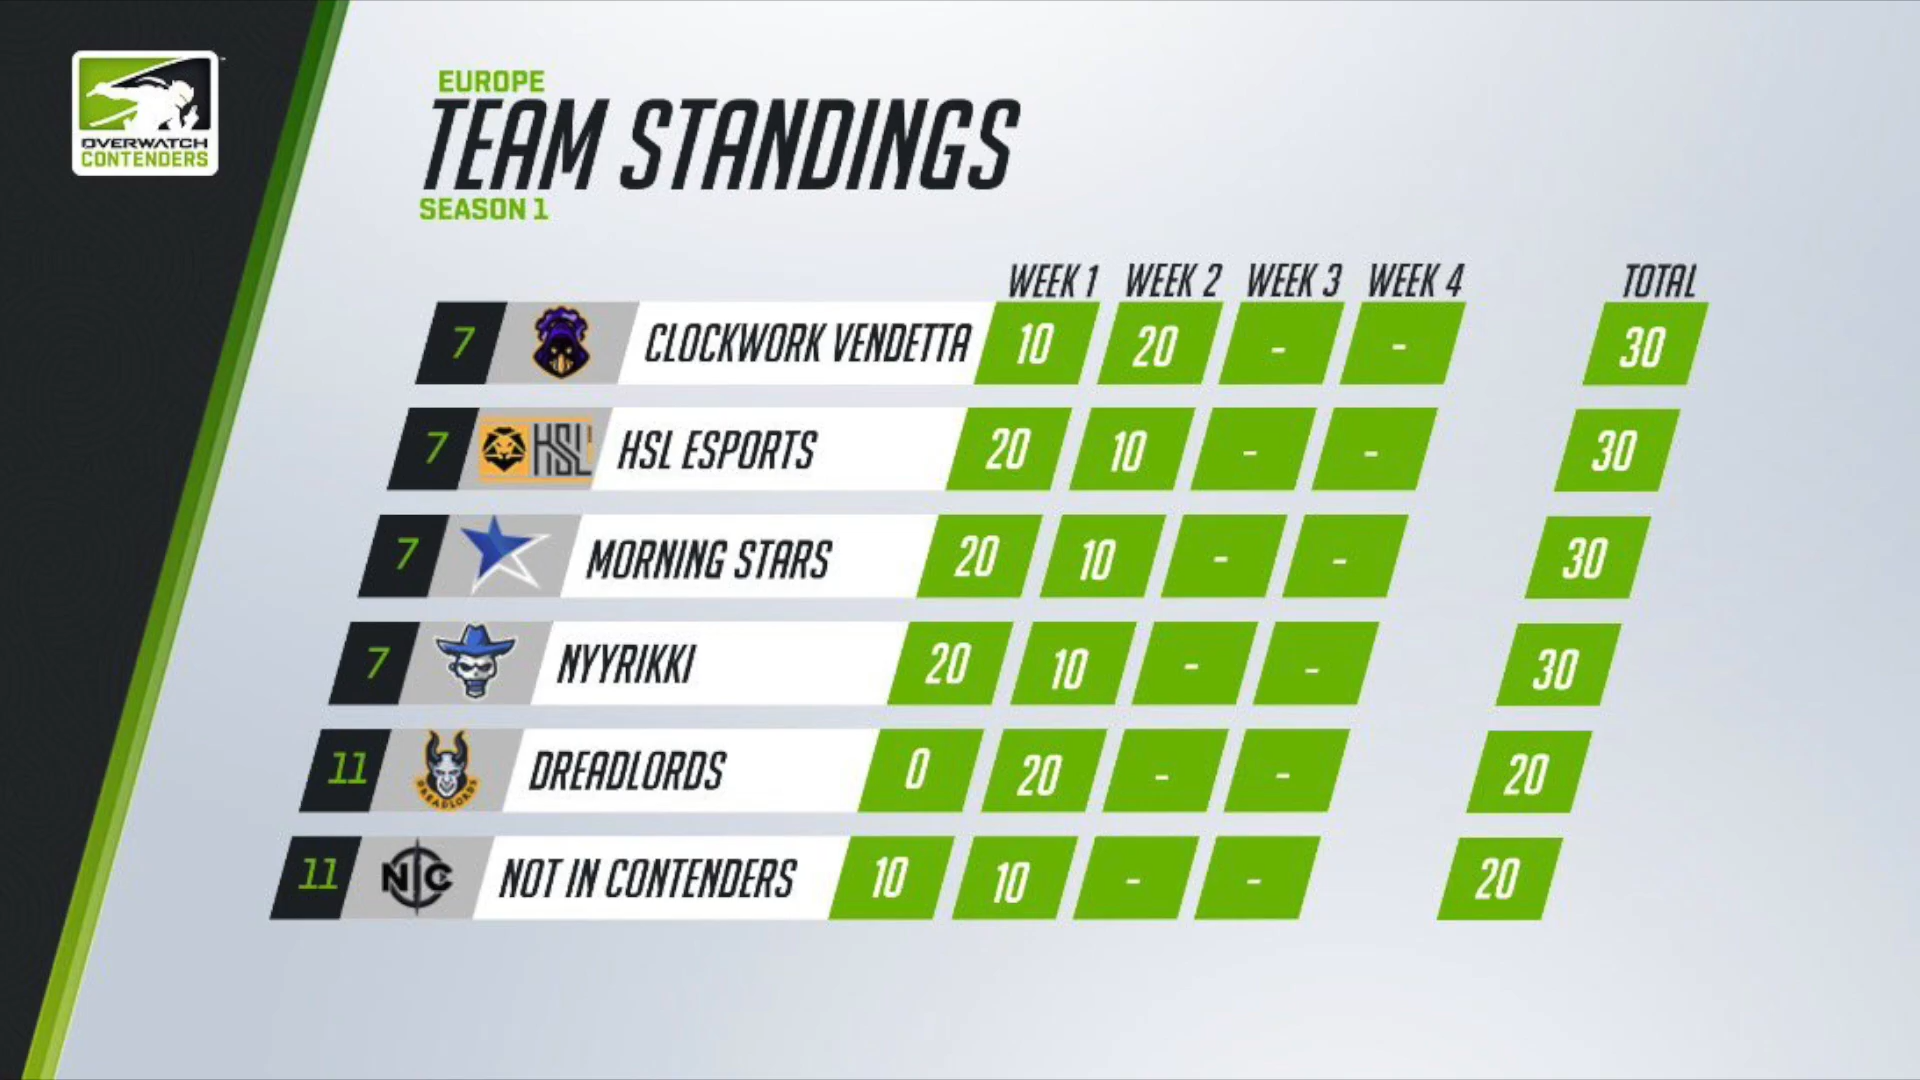 OVERWATCH
CONTENDERS
EUROPE
TEAM STANDINGS
SEASON 1
WEEK 1 WEEK 2 WEEK 3 WEEK 4 TOTAL
7 CLOCKWORK VENDETTA 10 20 - - 30
7 HSL HSL ESPORTS 20 10 - - 30
7 MORNING STARS 20 10 - - 30
7 NYYRIKKI 20 10 - - 30
11 DREADLORDS DREADLORDS 0 20 - - 20
11 NIC NOT IN CONTENDERS 10 10 - - 20